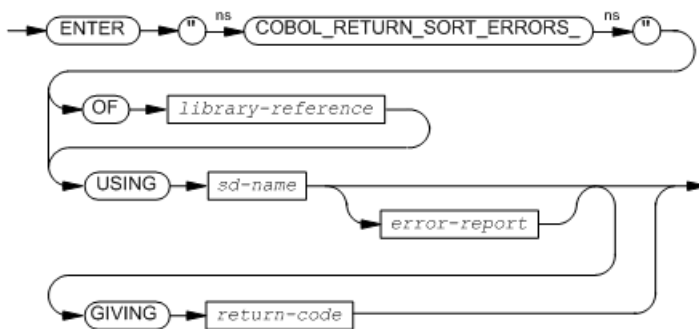 ENTER " ns COBOL_RETURN_SORT_ERRORS_ ns "
OF library-reference
USING sd-name
error-report
GIVING return-code